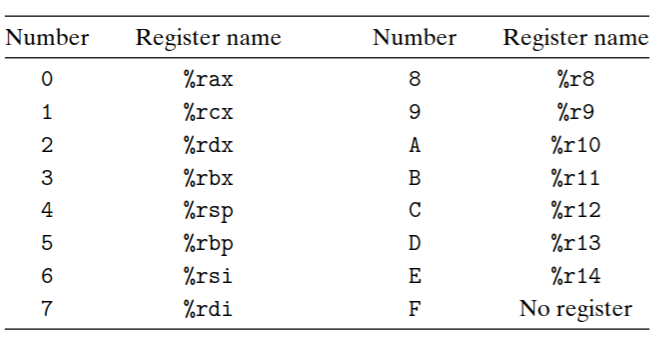 Number Register name Number Register name
0 %rax 8 %r8
1 %rcx 9 %r9
2 %rdx A %r10
3 %rbx B %r11
4 %rsp C %r12
5 %rbp D %r13
6 %rsi E %r14
7 %rdi F No register